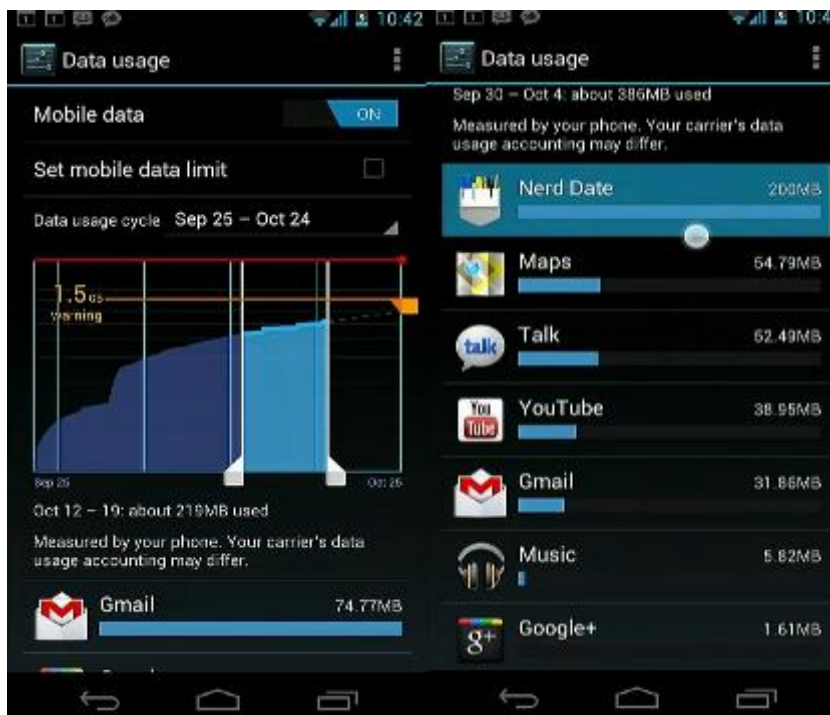 10:42
Data usage
Mobile data
ON
Set mobile data limit
Data usage cycle Sep 25 – Oct 24
1.5 GB
warning
Sep 25
Oct 25
Oct 12 – 19: about 219MB used
Measured by your phone. Your carrier's data
usage accounting may differ.
Gmail 74.77MB
10:4
Data usage
Sep 30 – Oct 4: about 386MB used
Measured by your phone. Your carrier's data
usage accounting may differ.
Nerd Date 200MB
Maps 54.79MB
talk
Talk 52.49MB
You
Tube
YouTube 38.95MB
Gmail 31.86MB
Music 5.82MB
g+
Google+ 1.61MB